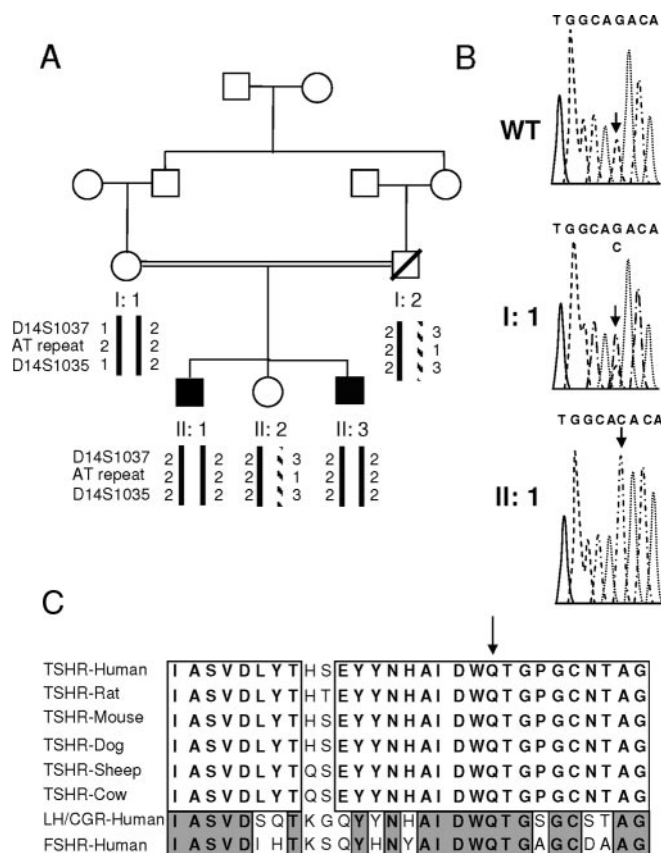 A
I: 1
I: 2
D14S1037 1 2
AT repeat 2 2
D14S1035 1 2
2 3
2 1
2 3
II: 1
II: 2
II: 3
D14S1037 2 2 2 3 2 2
AT repeat 2 2 2 1 2 2
D14S1035 2 2 2 3 2 2
B
T G G C A G A C A
WT
T G G C A G A C A
C
I: 1
T G G C A C A C A
II: 1
C
TSHR-Human I A S V D L Y T H S E Y Y N H A I D W Q T G P G C N T A G
TSHR-Rat I A S V D L Y T H T E Y Y N H A I D W Q T G P G C N T A G
TSHR-Mouse I A S V D L Y T H S E Y Y N H A I D W Q T G P G C N T A G
TSHR-Dog I A S V D L Y T H S E Y Y N H A I D W Q T G P G C N T A G
TSHR-Sheep I A S V D L Y T Q S E Y Y N H A I D W Q T G P G C N T A G
TSHR-Cow I A S V D L Y T Q S E Y Y N H A I D W Q T G P G C N T A G
LH/CGR-Human I A S V D S Q T K G Q Y Y N H A I D W Q T G S G C S T A G
FSHR-Human I A S V D I H T K S Q Y H N Y A I D W Q T G A G C D A A G